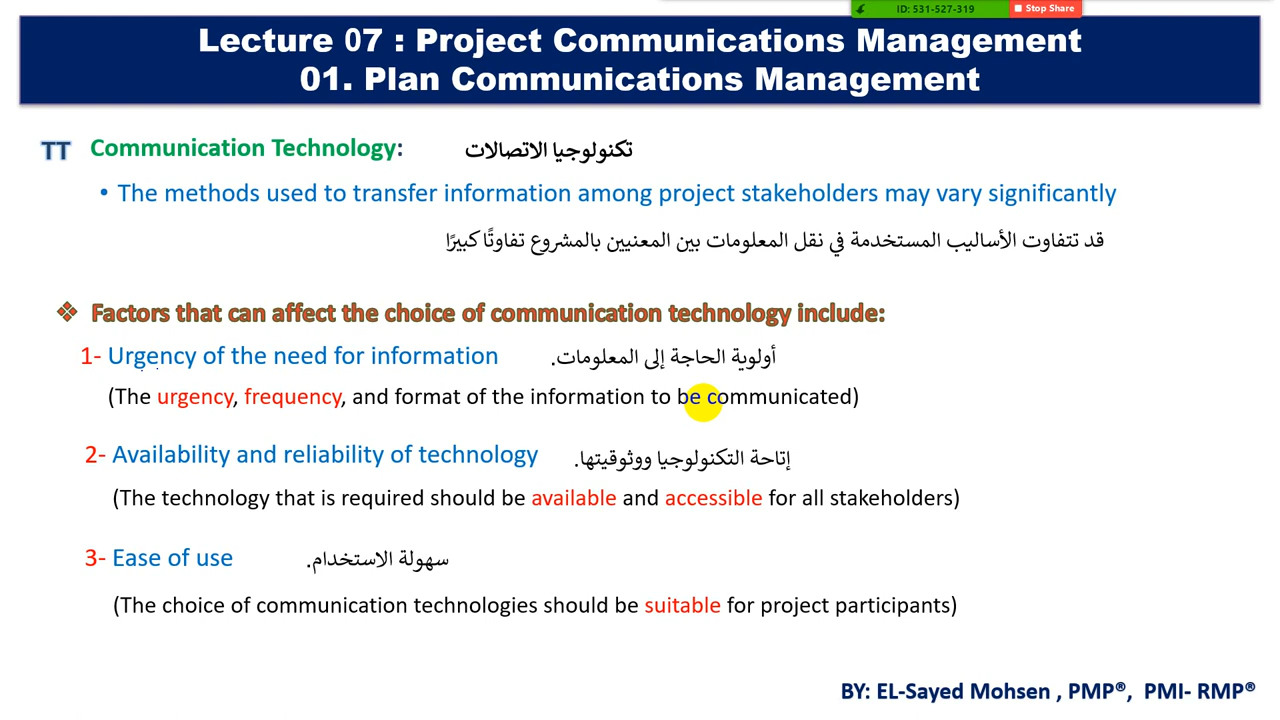 ID: 531-527-319 Stop Share
Lecture 07 : Project Communications Management
01. Plan Communications Management
TT Communication Technology: تكنولوجيا الاتصالات
• The methods used to transfer information among project stakeholders may vary significantly
قد تتفاوت الأساليب المستخدمة في نقل المعلومات بين المعنيين بالمشروع تفاوتًا كبيرًا
❖ Factors that can affect the choice of communication technology include:
1- Urgency of the need for information أولوية الحاجة إلى المعلومات.
(The urgency, frequency, and format of the information to be communicated)
2- Availability and reliability of technology إتاحة التكنولوجيا ووثوقيتها.
(The technology that is required should be available and accessible for all stakeholders)
3- Ease of use سهولة الاستخدام.
(The choice of communication technologies should be suitable for project participants)
BY: EL-Sayed Mohsen , PMP®, PMI- RMP®